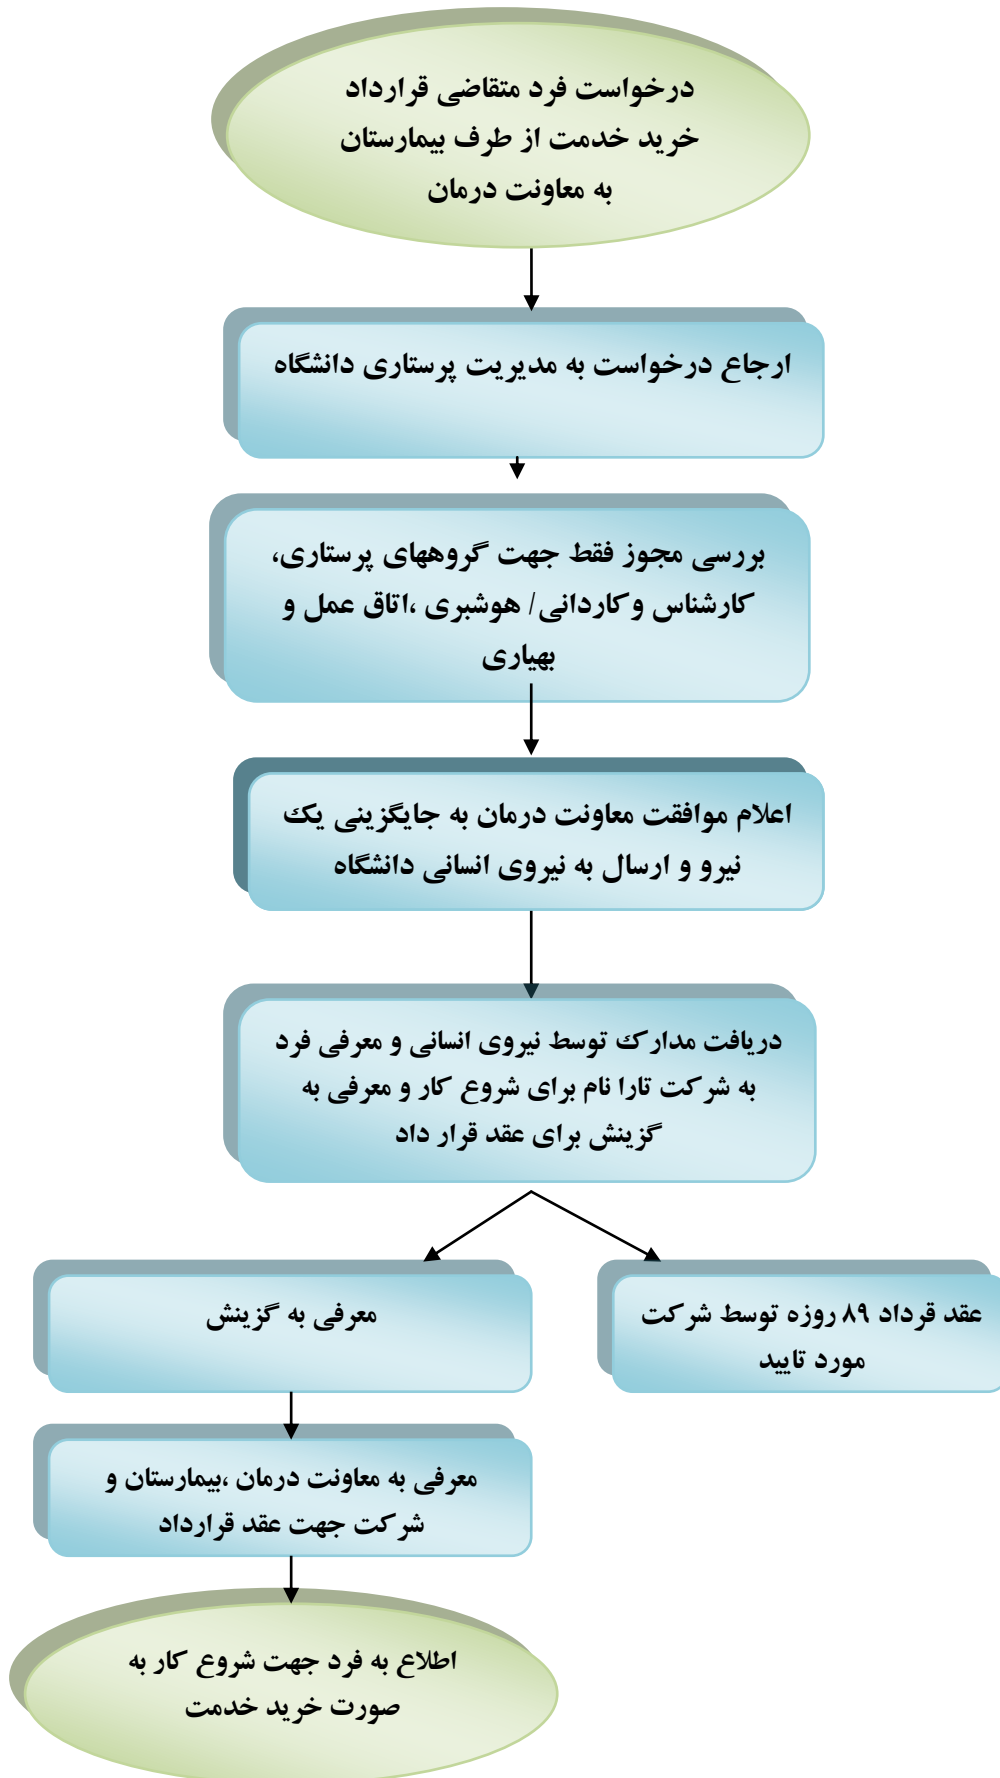 درخواست فرد متقاضی قرارداد
خرید خدمت از طرف بیمارستان
به معاونت درمان
ارجاع درخواست به مدیریت پرستاری دانشگاه
بررسی مجوز فقط جهت گروههای پرستاری،
کارشناس وکاردانی/ هوشبری ،اتاق عمل و
بهیاری
اعلام موافقت معاونت درمان به جایگزینی یک
نیرو و ارسال به نیروی انسانی دانشگاه
دریافت مدارک توسط نیروی انسانی و معرفی فرد
به شرکت تارا نام برای شروع کار و معرفی به
گزینش برای عقد قرار داد
عقد قرداد ۸۹ روزه توسط شرکت
مورد تایید
معرفی به گزینش
معرفی به معاونت درمان ،بیمارستان و
شرکت جهت عقد قرارداد
اطلاع به فرد جهت شروع کار به
صورت خرید خدمت